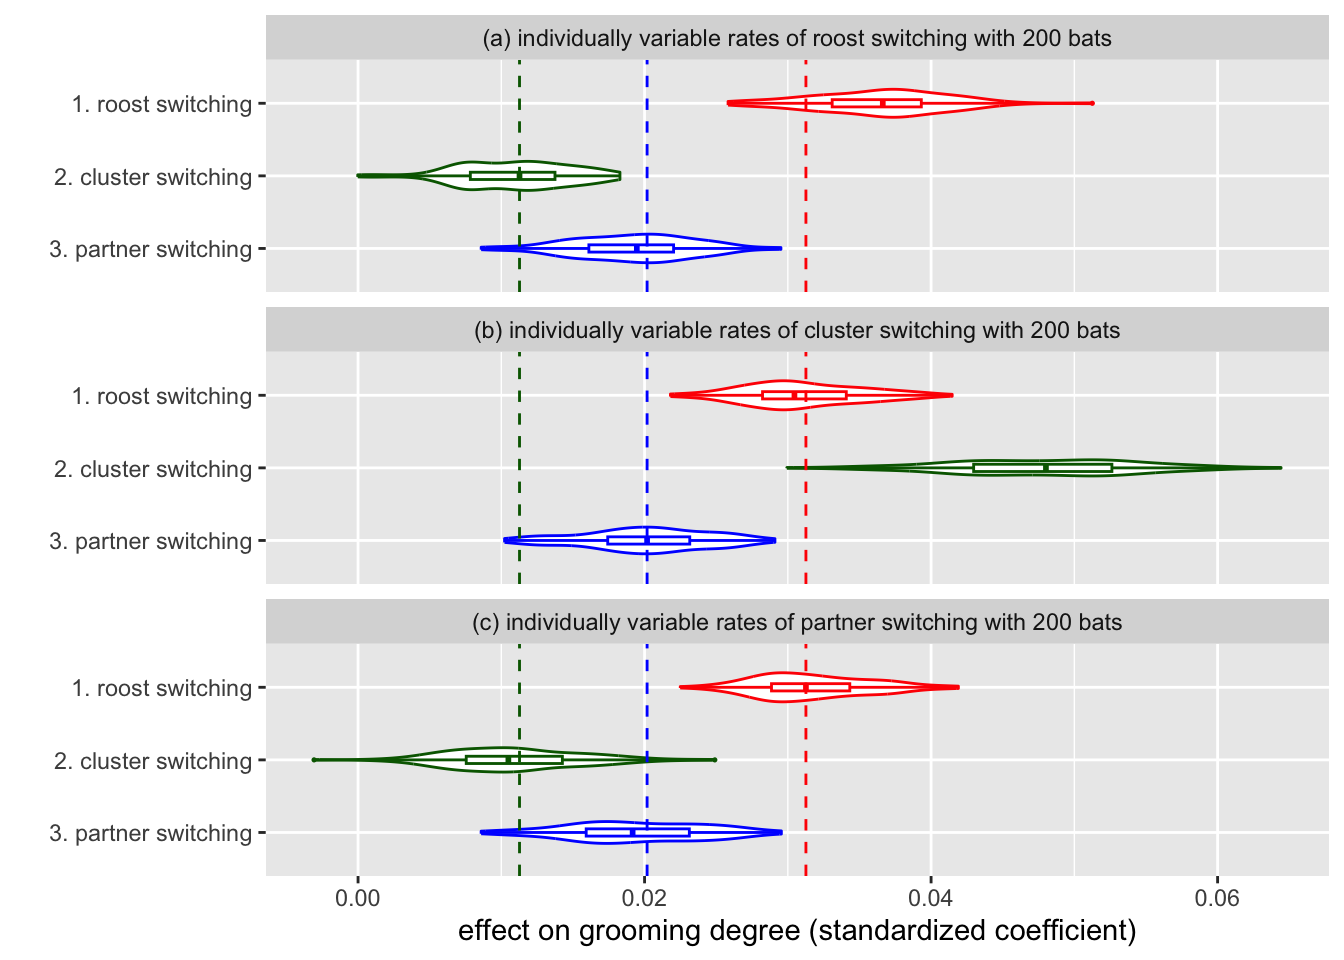 (a) individually variable rates of roost switching with 200 bats
1. roost switching
2. cluster switching
3. partner switching
(b) individually variable rates of cluster switching with 200 bats
1. roost switching
2. cluster switching
3. partner switching
(c) individually variable rates of partner switching with 200 bats
1. roost switching
2. cluster switching
3. partner switching
0.00 0.02 0.04 0.06
effect on grooming degree (standardized coefficient)